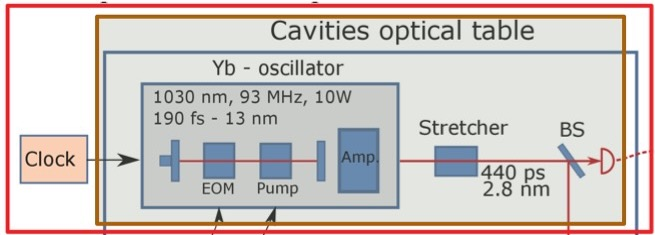 Cavities optical table
Yb - oscillator
1030 nm, 93 MHz, 10W
190 fs - 13 nm
Clock
EOM
Pump
Amp.
Stretcher
440 ps
2.8 nm
BS